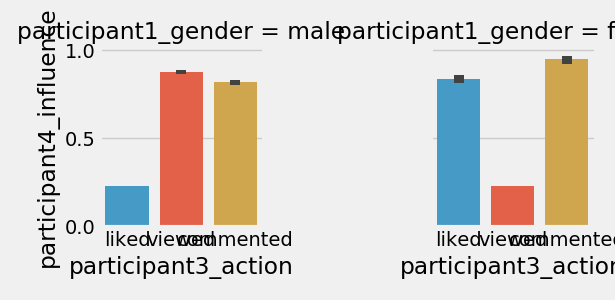 participant1_gender = male
participant1_gender = f
participant4_influence
1.0
0.5
0.0
liked viewed commented
liked viewed commented
participant3_action
participant3_action